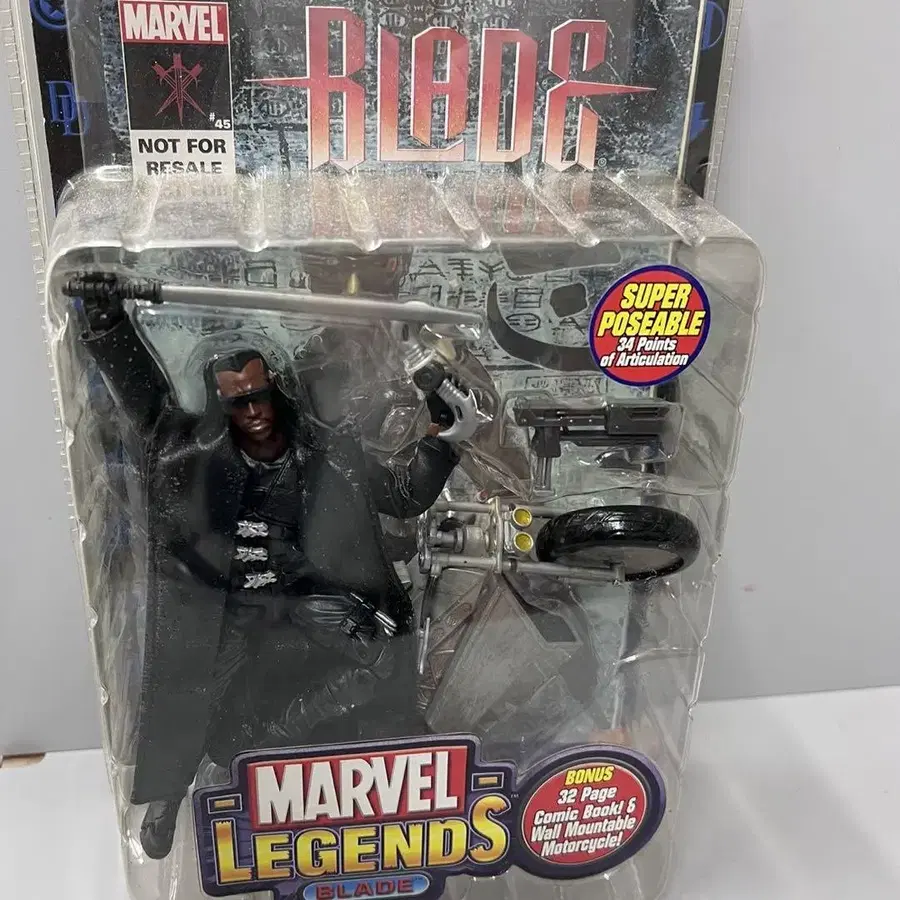 MARVEL
#45
NOT FOR
RESALE
BLADE
SUPER
POSEABLE
34 Points
of Articulation
MARVEL
LEGENDS
BLADE
BONUS
32 Page
Comic Book! &
Wall Mountable
Motorcycle!